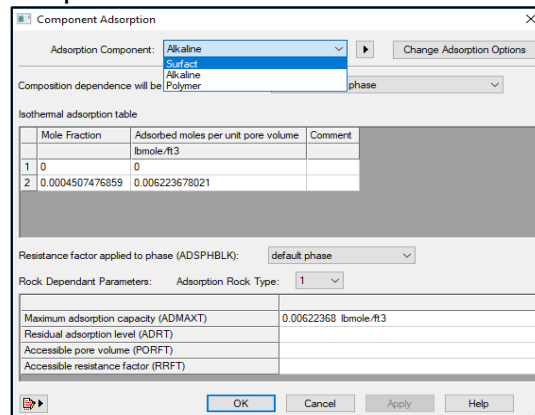 Component Adsorption
Adsorption Component: Alkaline Change Adsorption Options
Surfact
Alkaline
Polymer
Composition dependence will be phase
Isothermal adsorption table
Mole Fraction Adsorbed moles per unit pore volume Comment
lbmole/ft3
1 0 0
2 0.0004507476859 0.006223678021
Resistance factor applied to phase (ADSPHBLK): default phase
Rock Dependant Parameters: Adsorption Rock Type: 1
Maximum adsorption capacity (ADMAXT) 0.00622368 lbmole/ft3
Residual adsorption level (ADRT)
Accessible pore volume (PORFT)
Accessible resistance factor (RRFT)
OK Cancel Apply Help